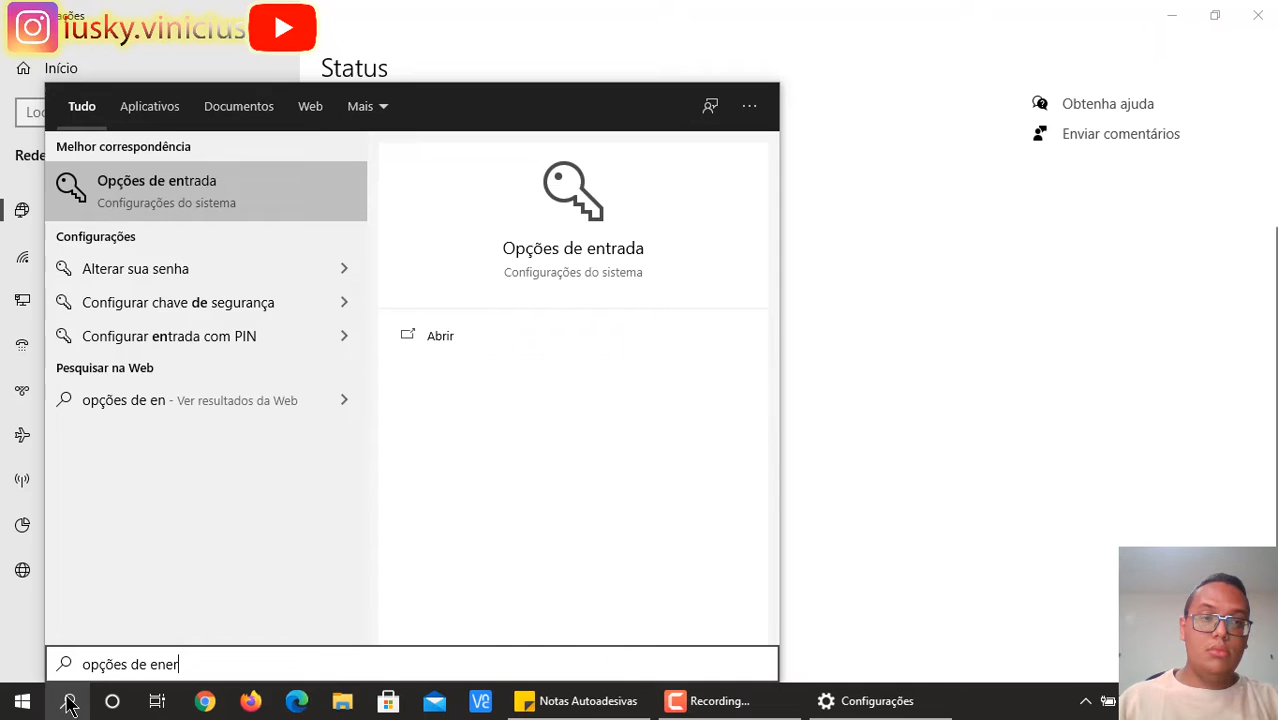 ações
iusky.vinicius
Início
Status
Loc
Rede
Obtenha ajuda
Enviar comentários
Tudo Aplicativos Documentos Web Mais
Melhor correspondência
Opções de entrada
Configurações do sistema
Configurações
Alterar sua senha
Configurar chave de segurança
Configurar entrada com PIN
Pesquisar na Web
opções de en - Ver resultados da Web
Opções de entrada
Configurações do sistema
Abrir
opções de ener
Notas Autoadesivas
Recording...
Configurações